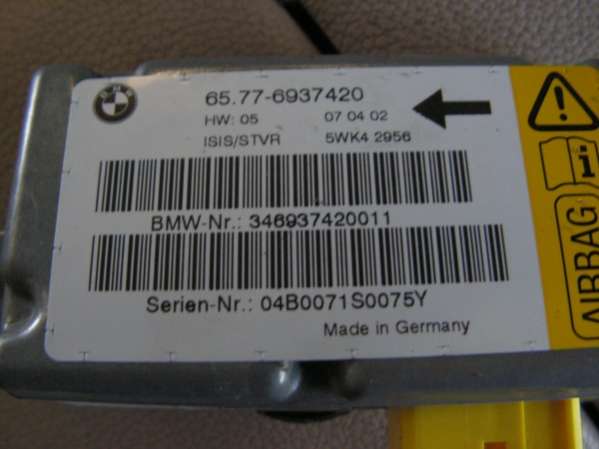 BMW
65.77-6937420
HW: 05 07 04 02
ISIS/STVR 5WK4 2956
BMW-Nr.: 346937420011
Serien-Nr.: 04B0071S0075Y
Made in Germany
AIRBAG